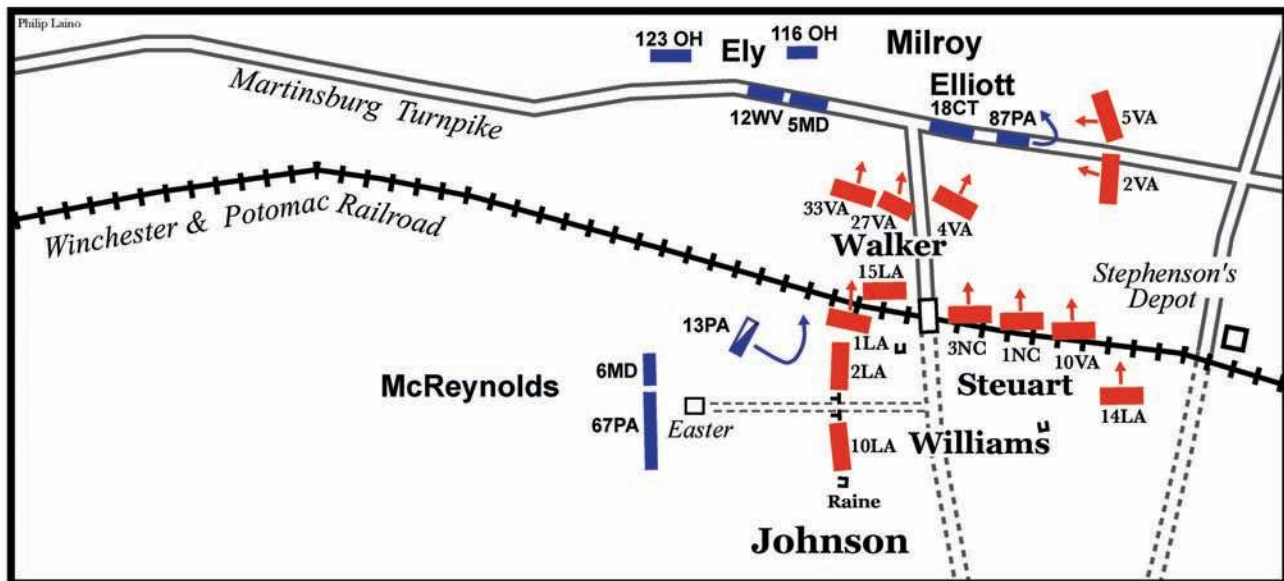 Philip Laino
123 OH
Ely
116 OH
Milroy
Elliott
Martinsburg Turnpike
12WV
5MD
18CT
87PA
5VA
2VA
33VA
27VA
4VA
Walker
Winchester & Potomac Railroad
15LA
Stephenson's
Depot
13PA
1LA
3NC
1NC
10VA
6MD
McReynolds
2LA
Steuart
14LA
67PA
Easter
10LA
Williams
Raine
Johnson